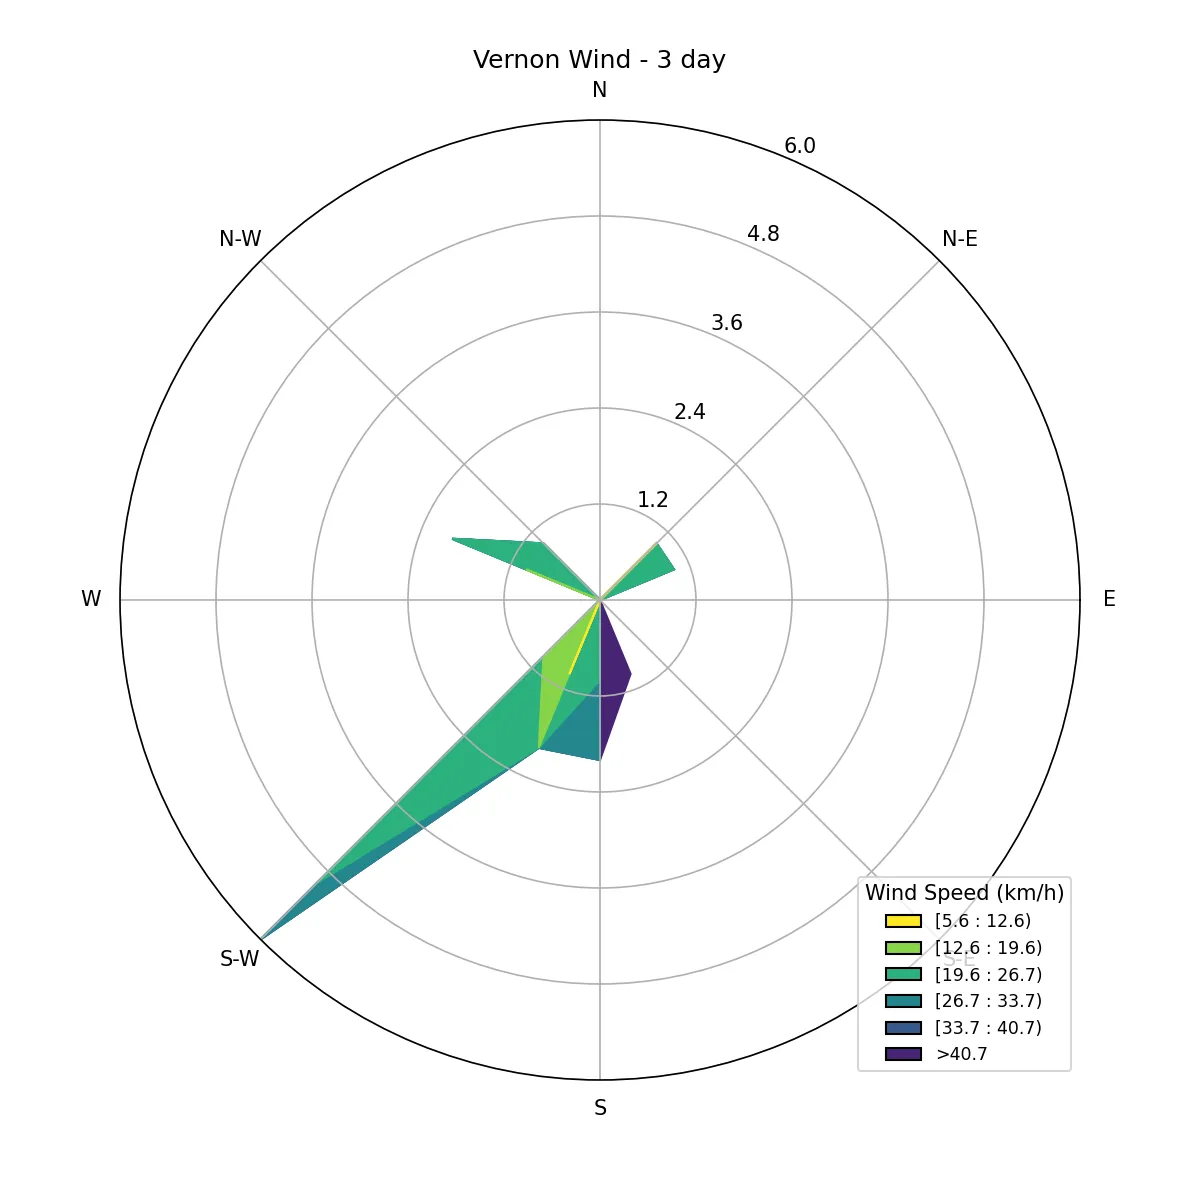 Vernon Wind - 3 day
N
6.0
N-W
N-E
4.8
3.6
2.4
1.2
W
E
S-W
S-E
Wind Speed (km/h)
[5.6 : 12.6)
[12.6 : 19.6)
[19.6 : 26.7)
[26.7 : 33.7)
[33.7 : 40.7)
>40.7
S